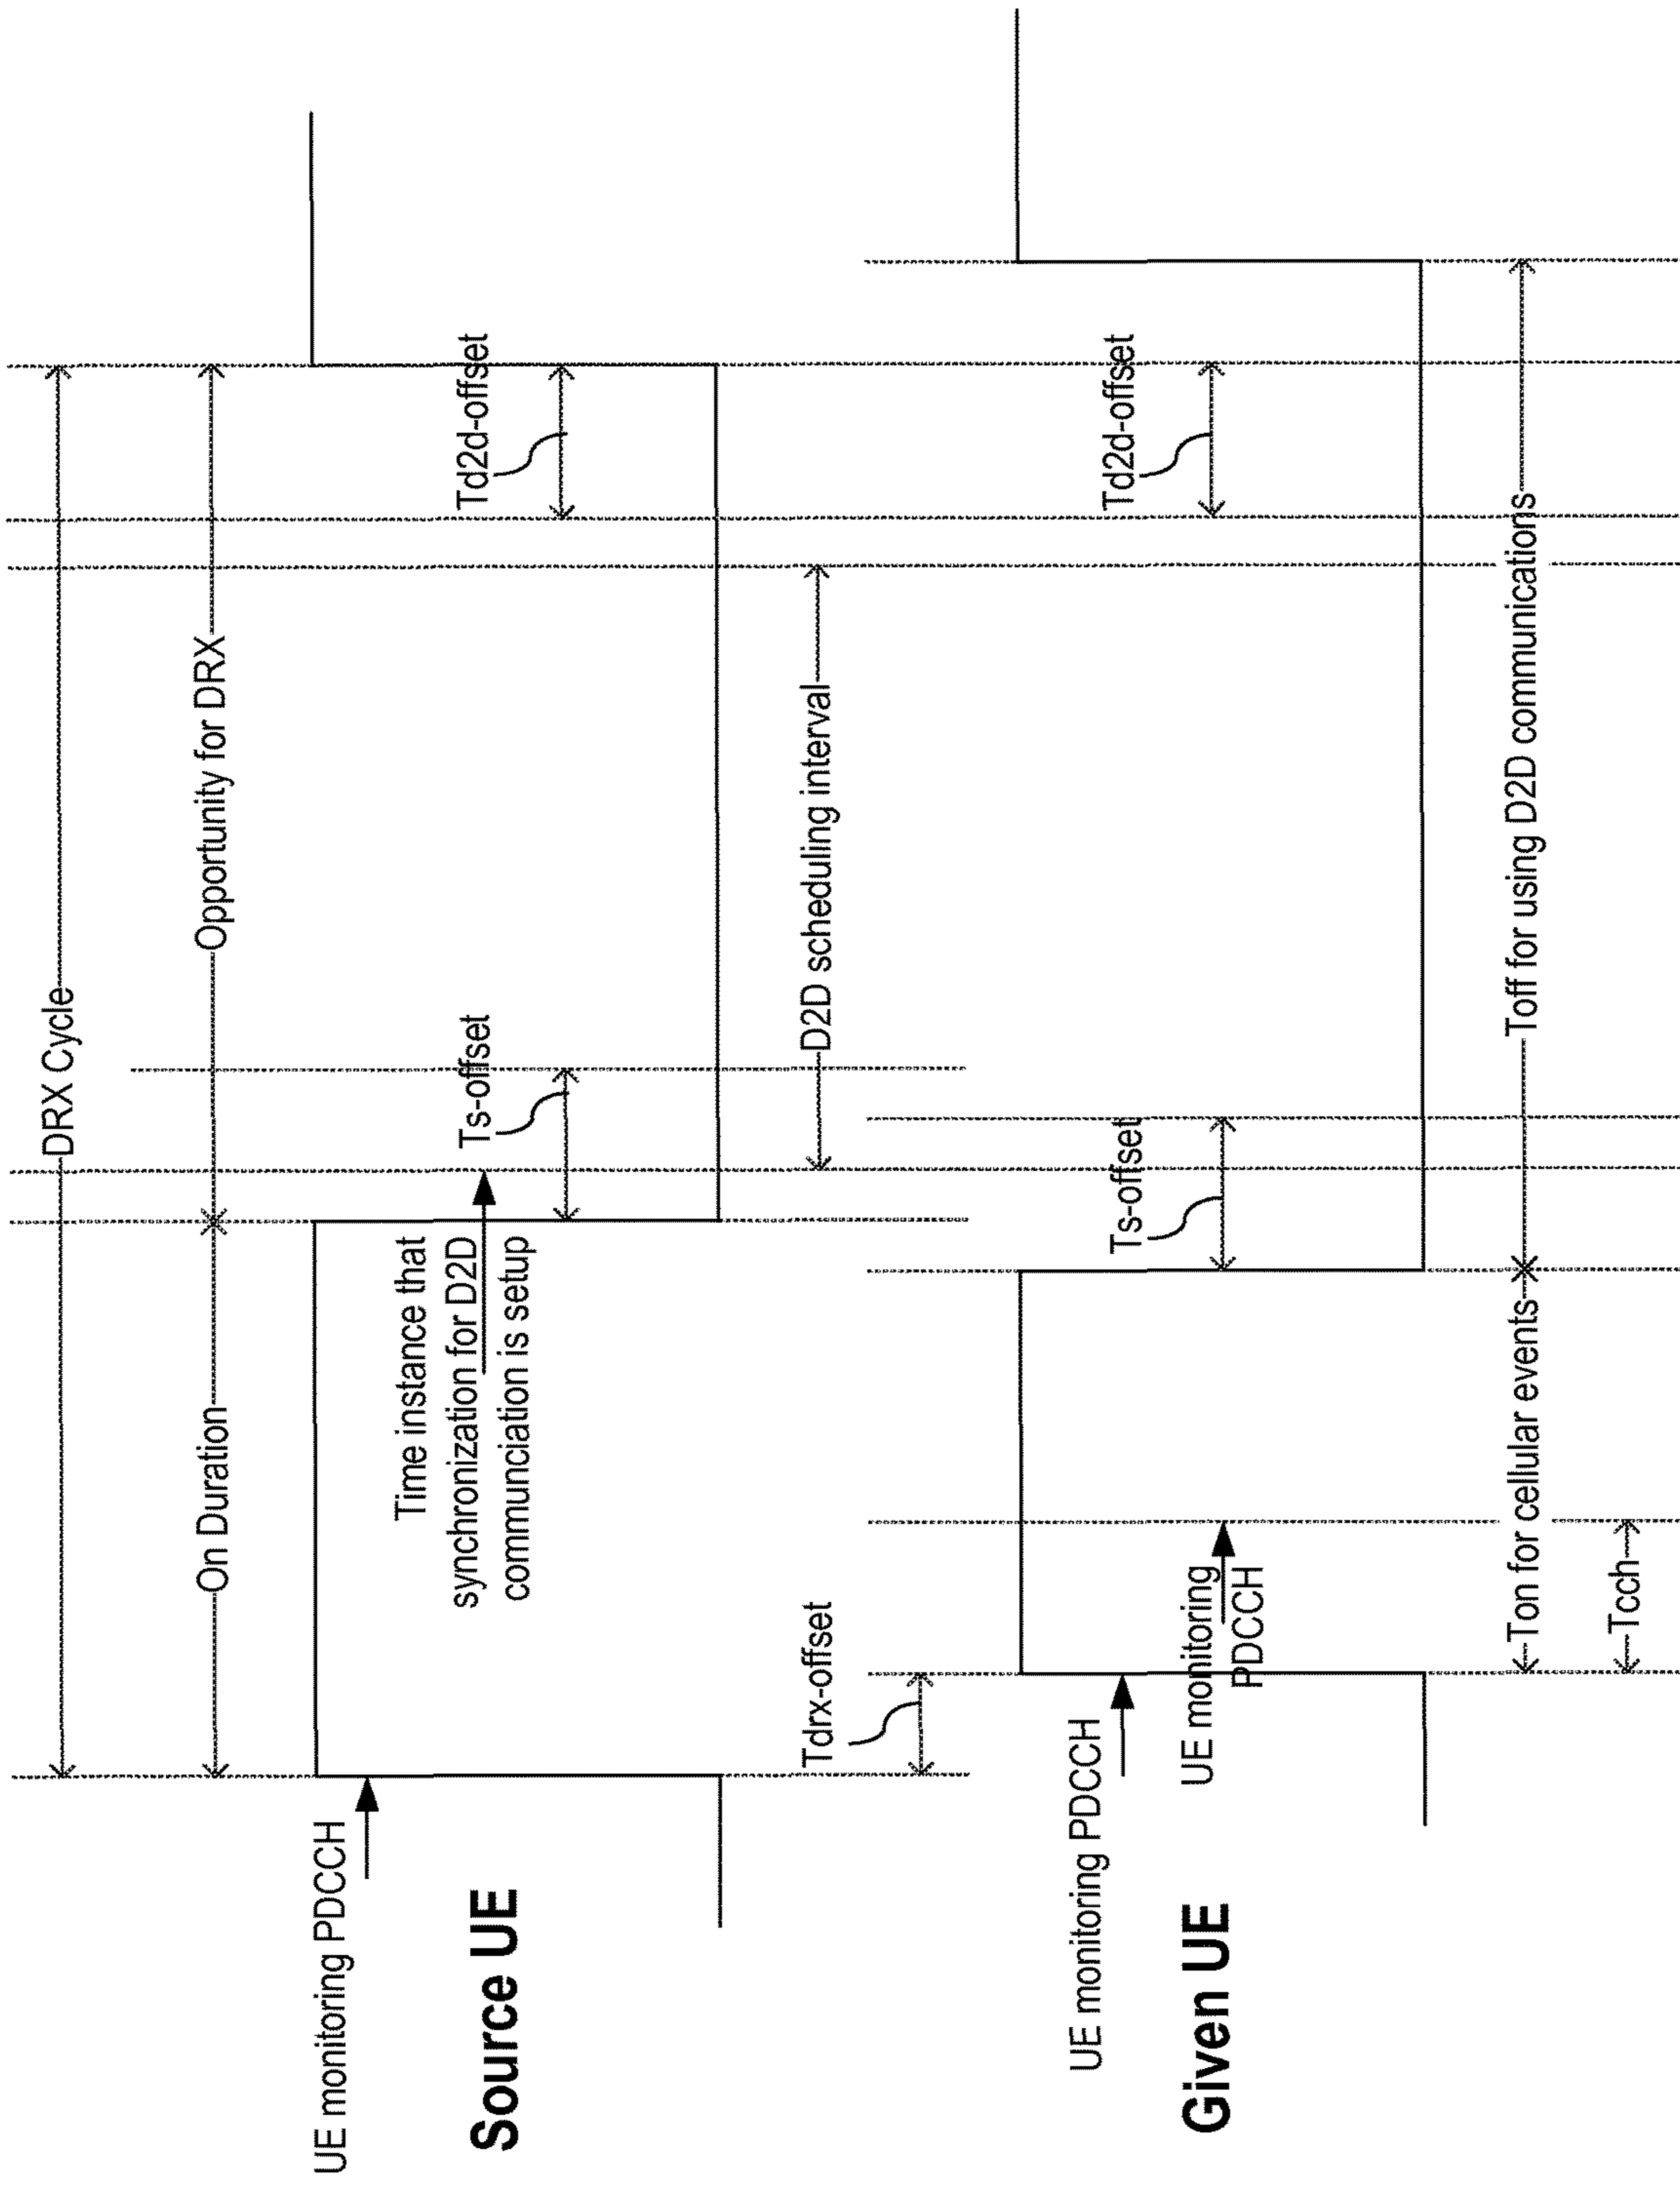 DRX Cycle
On Duration
Opportunity for DRX
UE monitoring PDCCH
Source UE
Time instance that
synchronization for D2D
communciation is setup
Ts-offset
Td2d-offset
Tdrx-offset
D2D scheduling interval
UE monitoring PDCCH
Given UE
UE monitoring
PDCCH
Ts-offset
Td2d-offset
Ton for cellular events
Toff for using D2D communications
Tcch